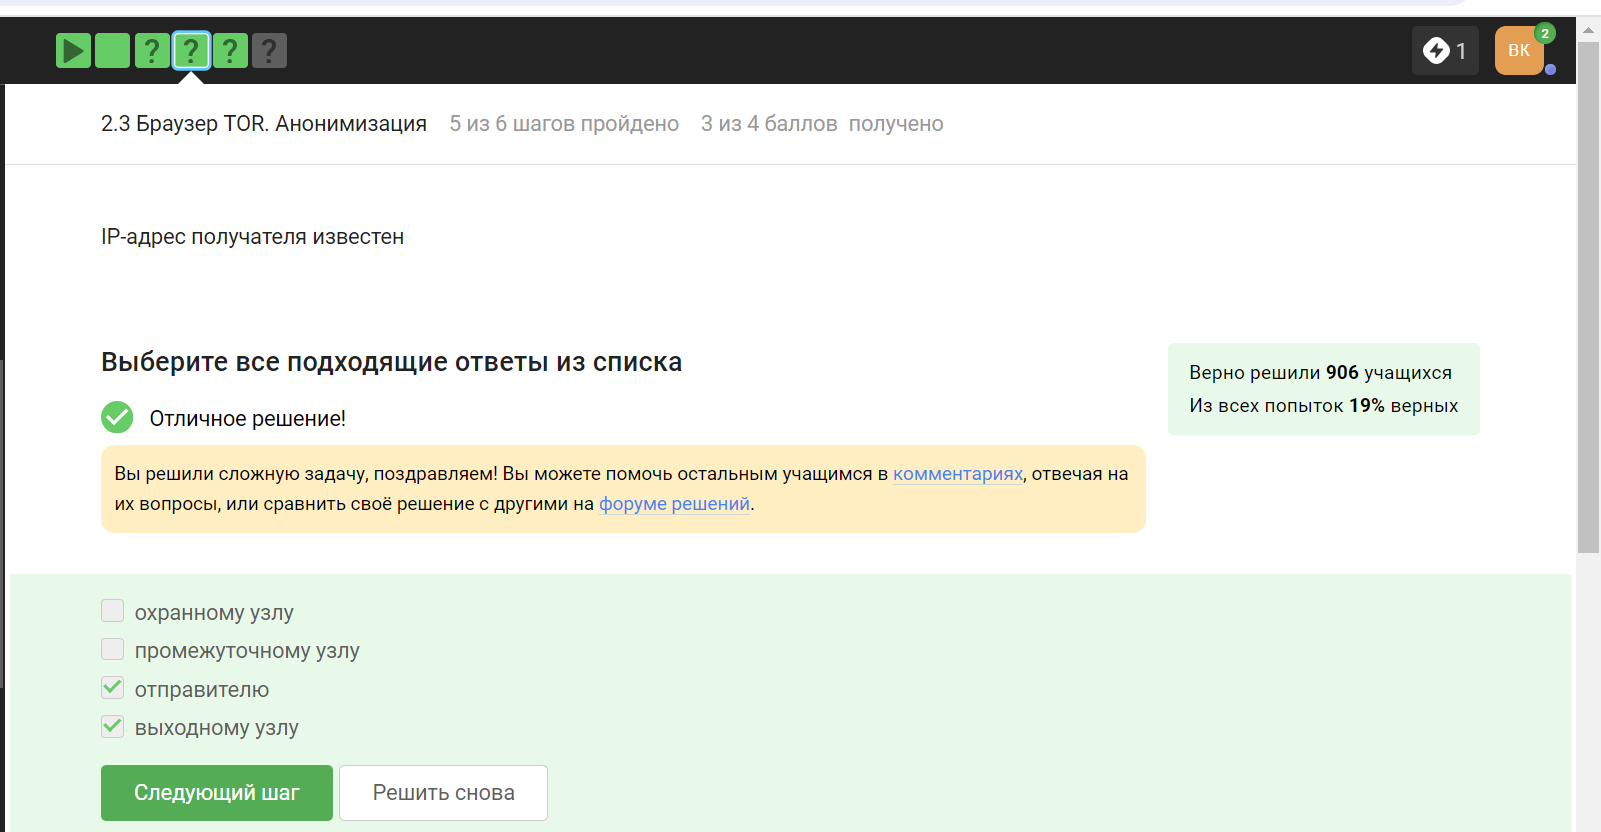 ? ? ? ?
1
ВК
2
2.3 Браузер TOR. Анонимизация 5 из 6 шагов пройдено 3 из 4 баллов получено
IP-адрес получателя известен
Выберите все подходящие ответы из списка
Верно решили 906 учащихся
Из всех попыток 19% верных
Отличное решение!
Вы решили сложную задачу, поздравляем! Вы можете помочь остальным учащимся в комментариях, отвечая на
их вопросы, или сравнить своё решение с другими на форуме решений.
охранному узлу
промежуточному узлу
отправителю
выходному узлу
Следующий шаг
Решить снова